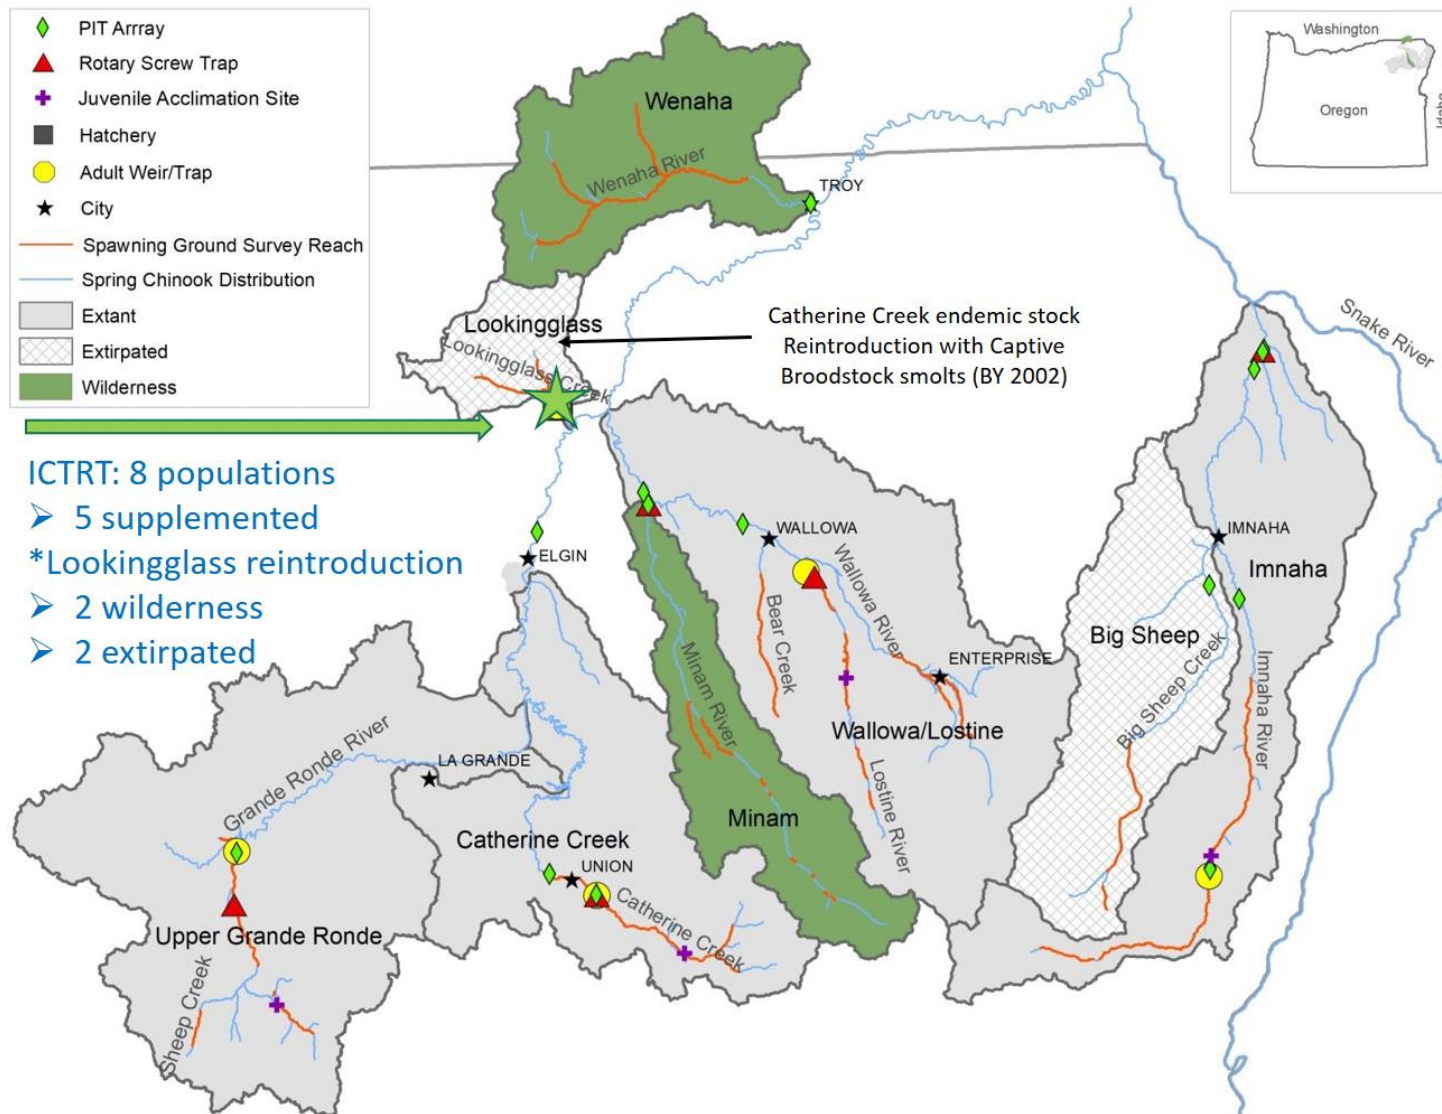 PIT Arrray
Rotary Screw Trap
Juvenile Acclimation Site
Hatchery
Adult Weir/Trap
City
Spawning Ground Survey Reach
Spring Chinook Distribution
Extant
Extirpated
Wilderness
Washington
Oregon
Idaho
Wenaha
Wenaha River
TROY
Lookingglass
Lookingglass Creek
Catherine Creek endemic stock
Reintroduction with Captive
Broodstock smolts (BY 2002)
Snake River
ICTRT: 8 populations
➢ 5 supplemented
*Lookingglass reintroduction
➢ 2 wilderness
➢ 2 extirpated
ELGIN
WALLOWA
Wallowa River
Bear Creek
ENTERPRISE
Wallowa/Lostine
Lostine River
Minam River
Minam
IMNAHA
Imnaha
Big Sheep
Big Sheep Creek
Imnaha River
LA GRANDE
Grande Ronde River
Catherine Creek
UNION
Catherine Creek
Upper Grande Ronde
Sheep Creek